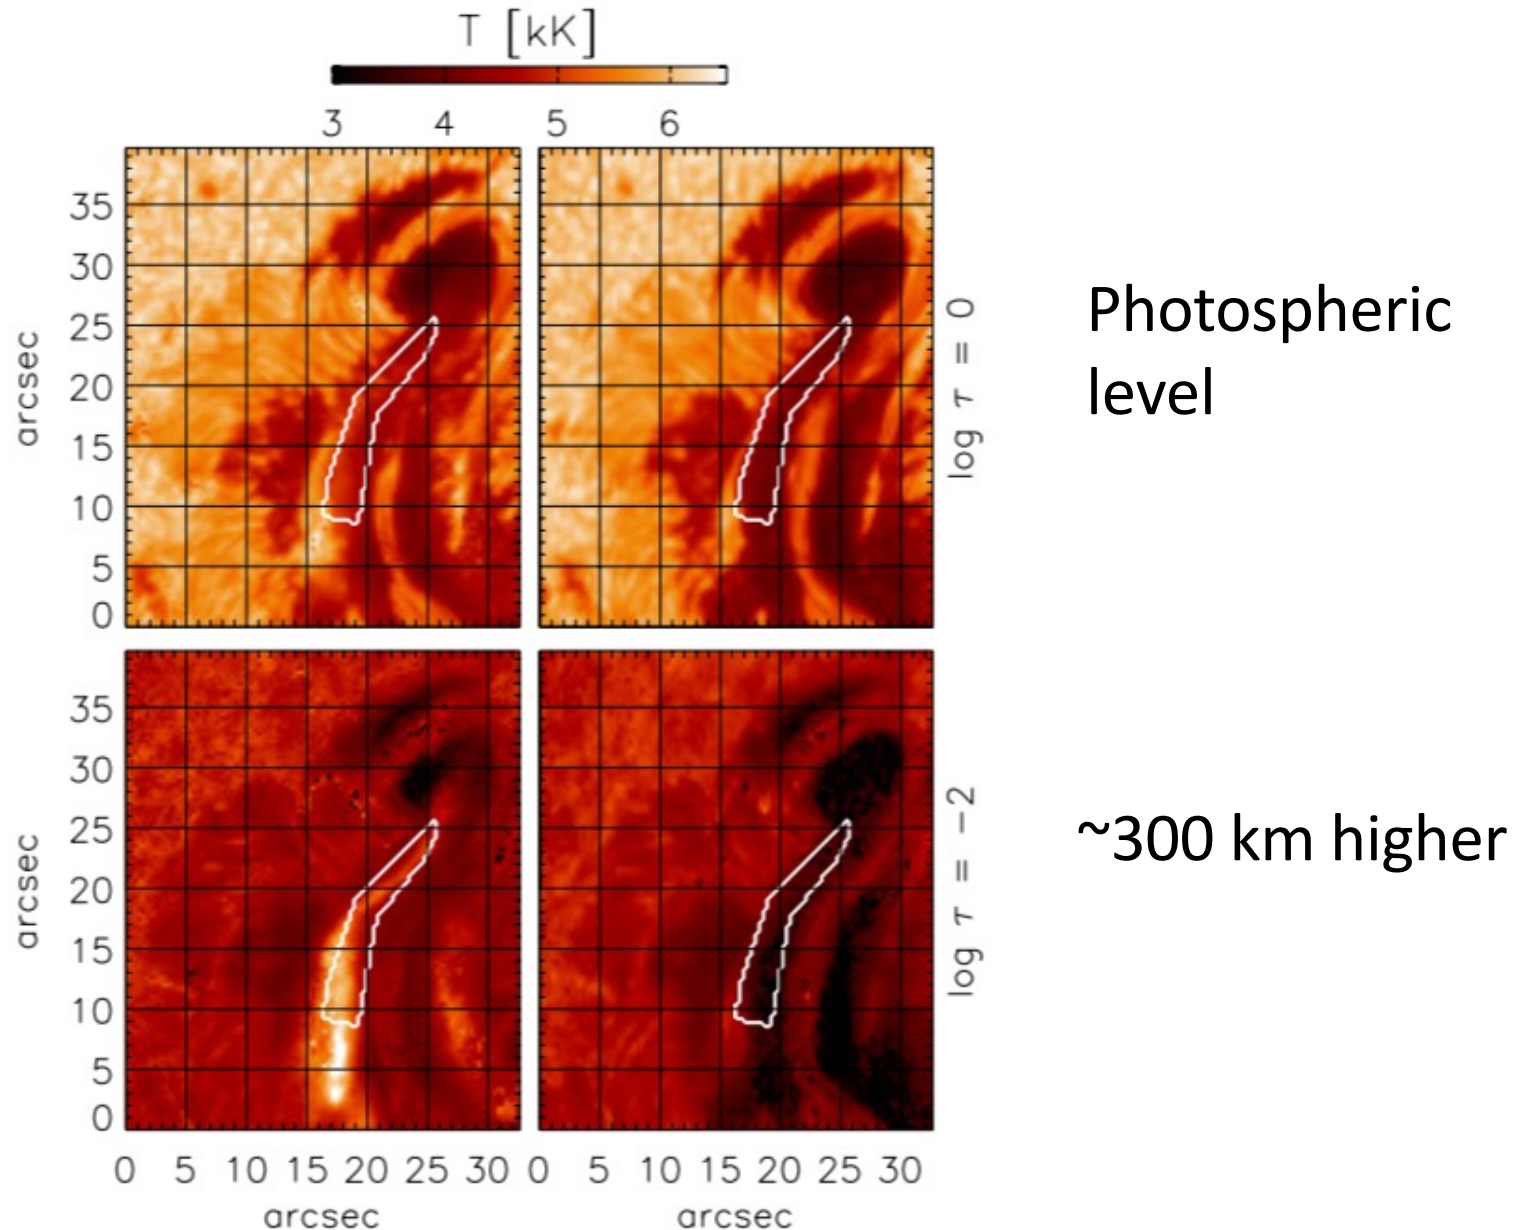 T [kK]
3 4 5 6
35
30
25
20
15
10
5
0
arcsec
log τ = 0
Photospheric
level
35
30
25
20
15
10
5
0
arcsec
log τ = −2
~300 km higher
0 5 10 15 20 25 30 0 5 10 15 20 25 30
arcsec arcsec